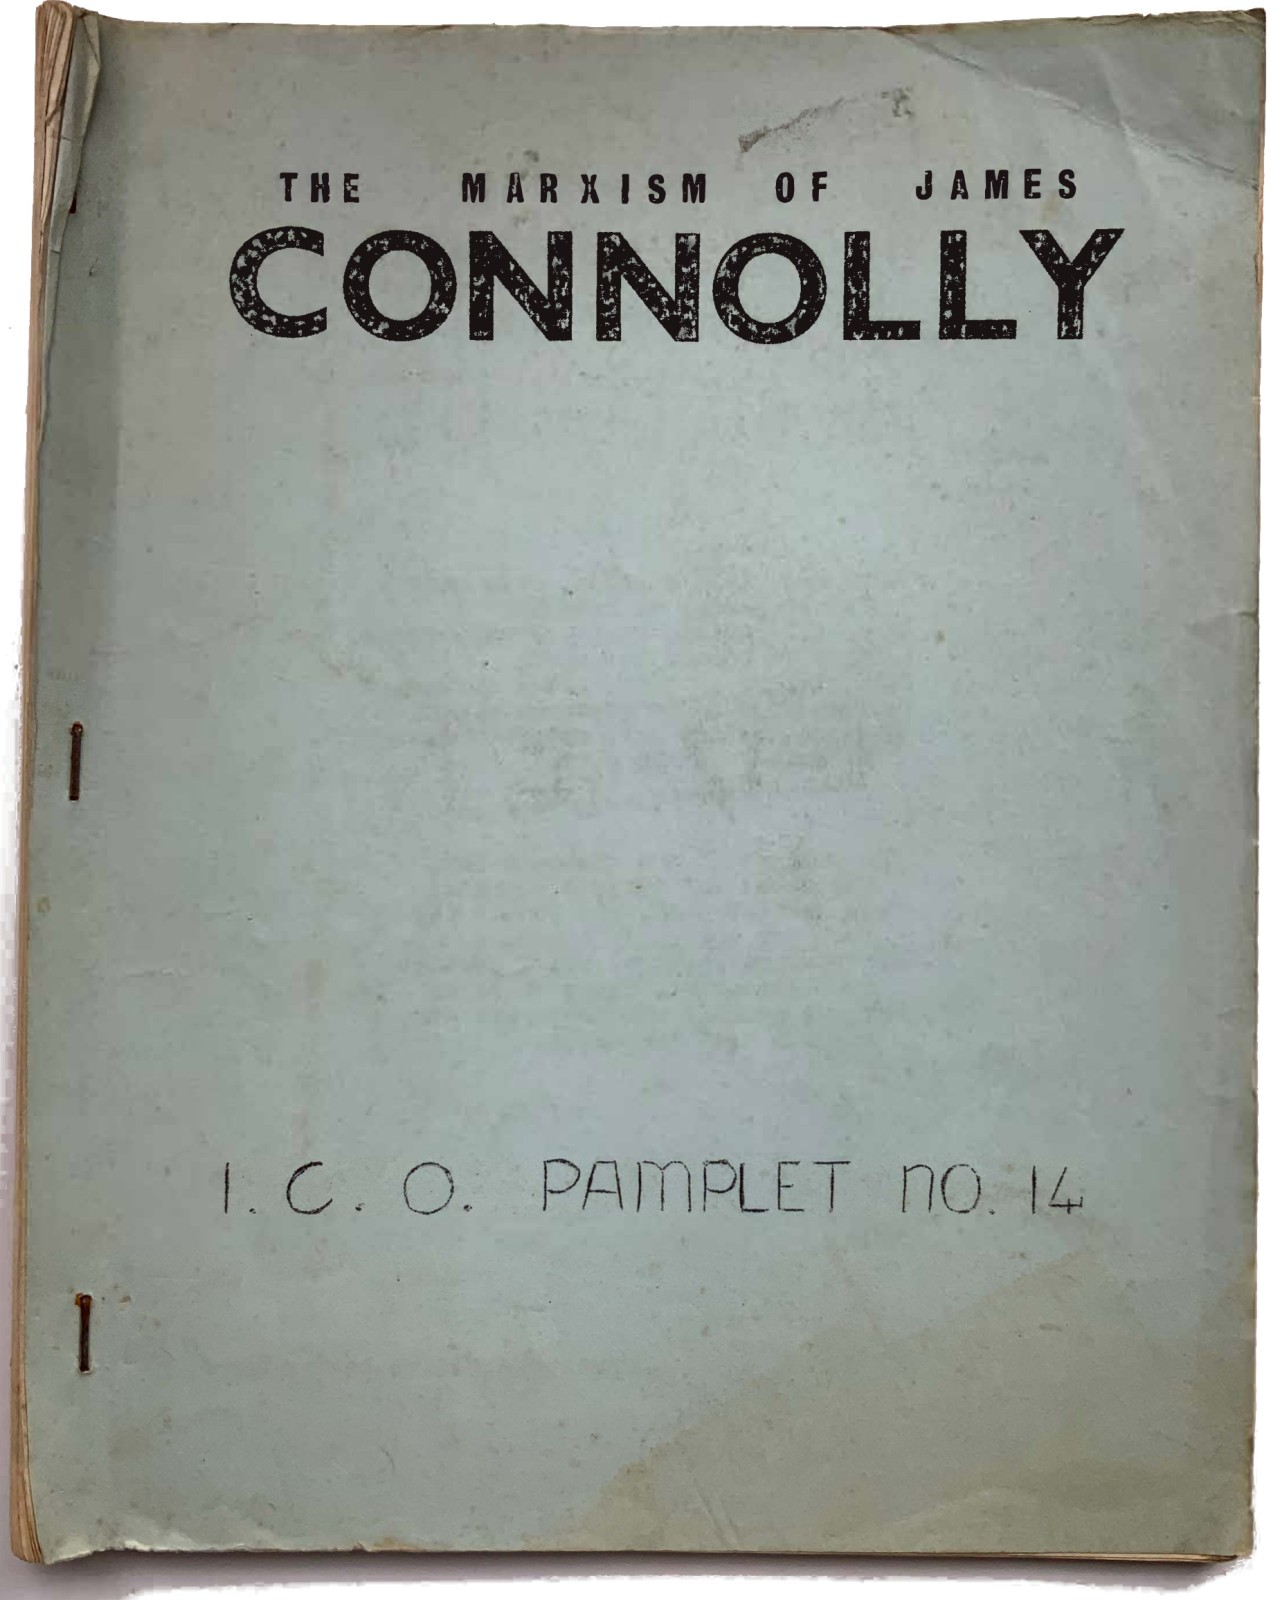 THE MARXISM OF JAMES
CONNOLLY
I. C. O. PAMPLET NO. 14